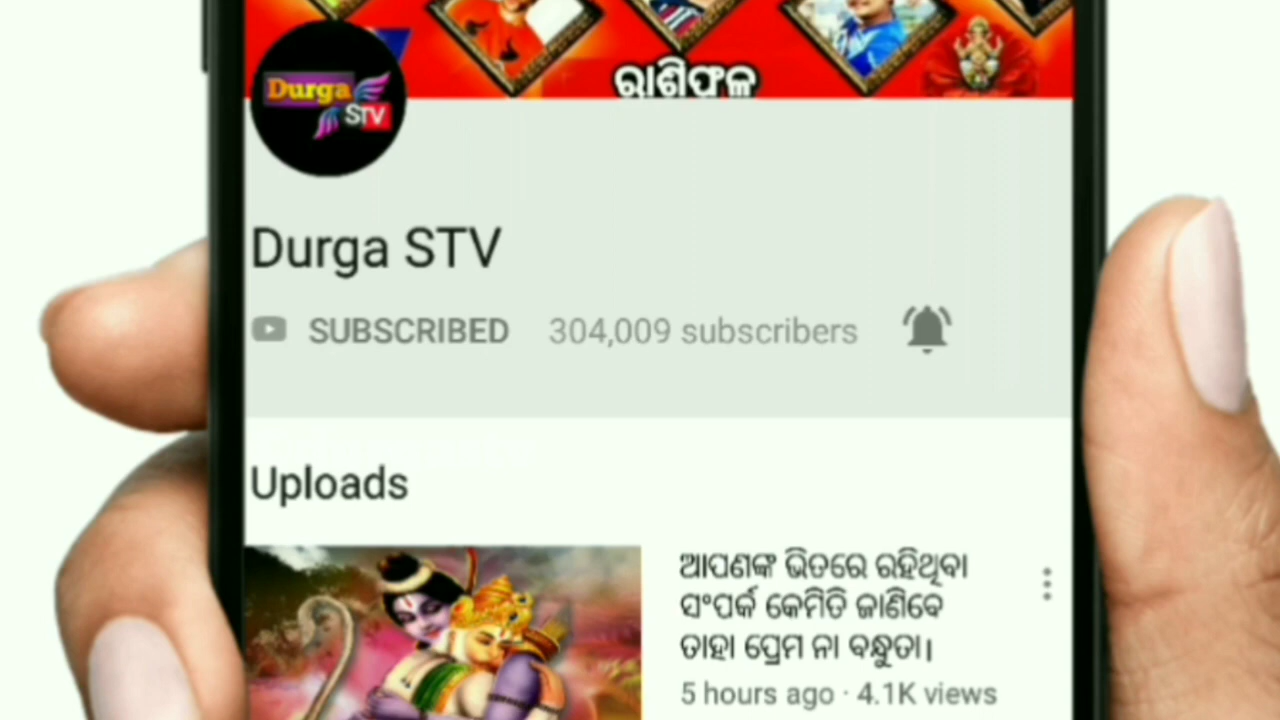 ରାଶିଫଳ
Durga
STV
Durga STV
SUBSCRIBED 304,009 subscribers
Uploads
ଆପଣଙ୍କ ଭିତରେ ରହିଥିବା
ସଂପର୍କ କେମିତି ଜାଣିବେ
ତାହା ପ୍ରେମ ନା ବନ୍ଧୁତା।
5 hours ago · 4.1K views